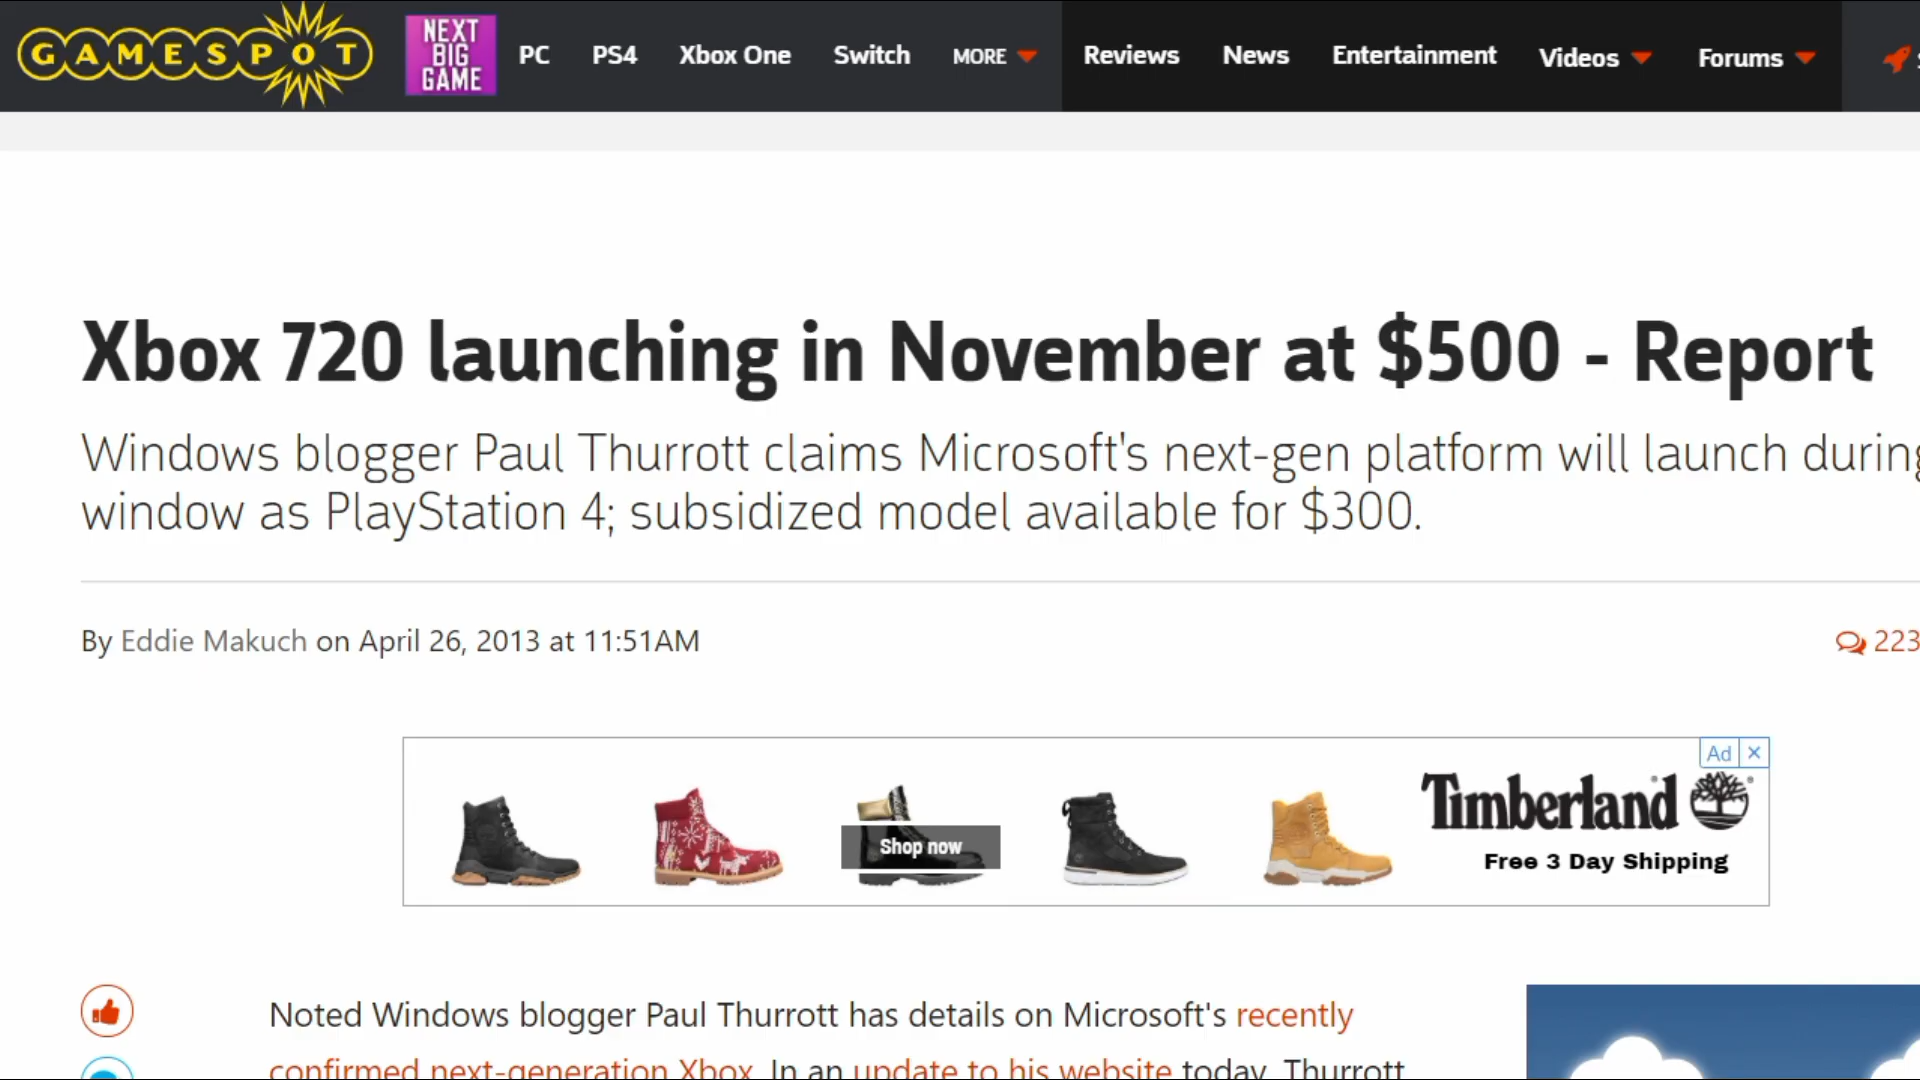 GAMESPOT
NEXT
BIG
GAME
PC PS4 Xbox One Switch MORE Reviews News Entertainment Videos Forums
Xbox 720 launching in November at $500 - Report
Windows blogger Paul Thurrott claims Microsoft's next-gen platform will launch during
window as PlayStation 4; subsidized model available for $300.
By Eddie Makuch on April 26, 2013 at 11:51AM
223
Ad
Timberland
Shop now
Free 3 Day Shipping
Noted Windows blogger Paul Thurrott has details on Microsoft's recently
confirmed next-generation Xbox. In an update to his website today, Thurrott